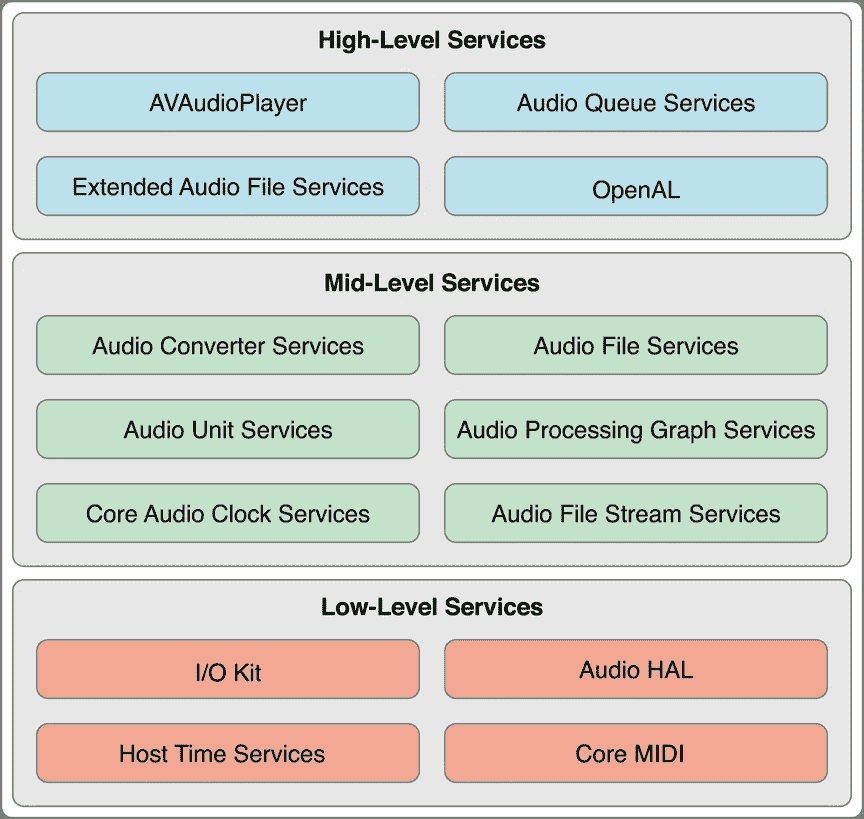 High-Level Services
AVAudioPlayer
Audio Queue Services
Extended Audio File Services
OpenAL
Mid-Level Services
Audio Converter Services
Audio File Services
Audio Unit Services
Audio Processing Graph Services
Core Audio Clock Services
Audio File Stream Services
Low-Level Services
I/O Kit
Audio HAL
Host Time Services
Core MIDI